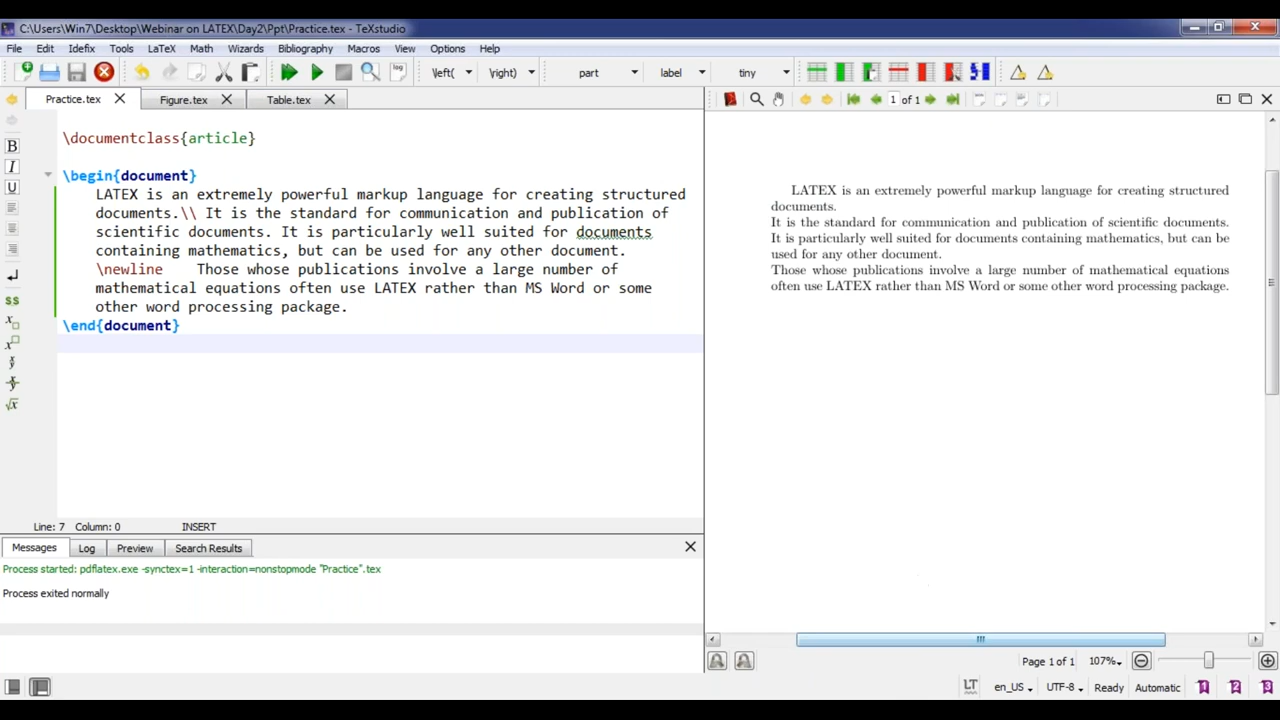 C:\Users\Win7\Desktop\Webinar on LATEX\Day2\Ppt\Practice.tex - TeXstudio
File Edit Idefix Tools LaTeX Math Wizards Bibliography Macros View Options Help
log \left( \right) part label tiny
Practice.tex Figure.tex Table.tex
1 of 1
\documentclass{article}
\begin{document}
LATEX is an extremely powerful markup language for creating structured
documents.\\ It is the standard for communication and publication of
scientific documents. It is particularly well suited for documents
containing mathematics, but can be used for any other document.
\newline Those whose publications involve a large number of
mathematical equations often use LATEX rather than MS Word or some
other word processing package.
\end{document}
B
I
U
$$
x
x
x/y
x/y
√x
LATEX is an extremely powerful markup language for creating structured
documents.
It is the standard for communication and publication of scientific documents.
It is particularly well suited for documents containing mathematics, but can be
used for any other document.
Those whose publications involve a large number of mathematical equations
often use LATEX rather than MS Word or some other word processing package.
Line: 7 Column: 0 INSERT
Messages Log Preview Search Results
Process started: pdflatex.exe -synctex=1 -interaction=nonstopmode "Practice".tex
Process exited normally
Page 1 of 1 107%
LT en_US UTF-8 Ready Automatic 1 2 3